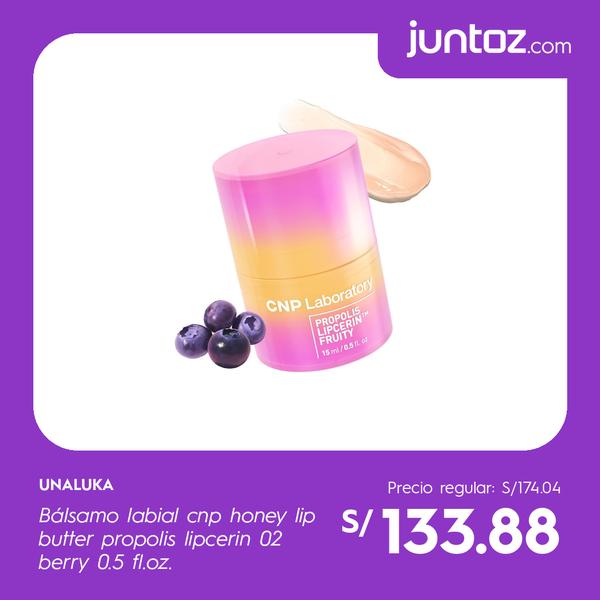 juntoz.com
CNP Laboratory
PROPOLIS
LIPCERIN™
FRUITY
15 ml / 0.5 fl. oz
UNALUKA
Bálsamo labial cnp honey lip
butter propolis lipcerin 02
berry 0.5 fl.oz.
Precio regular: S/174.04
S/133.88